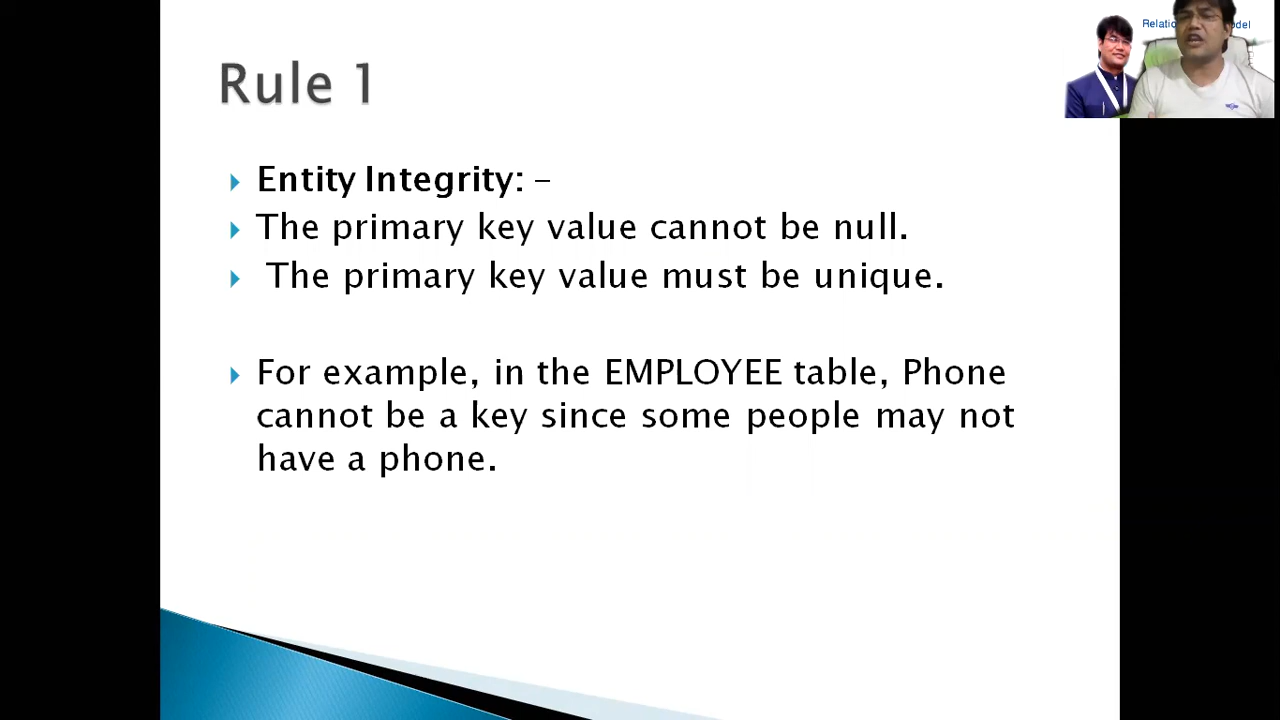 Rule 1
Entity Integrity: –
The primary key value cannot be null.
The primary key value must be unique.
For example, in the EMPLOYEE table, Phone
cannot be a key since some people may not
have a phone.